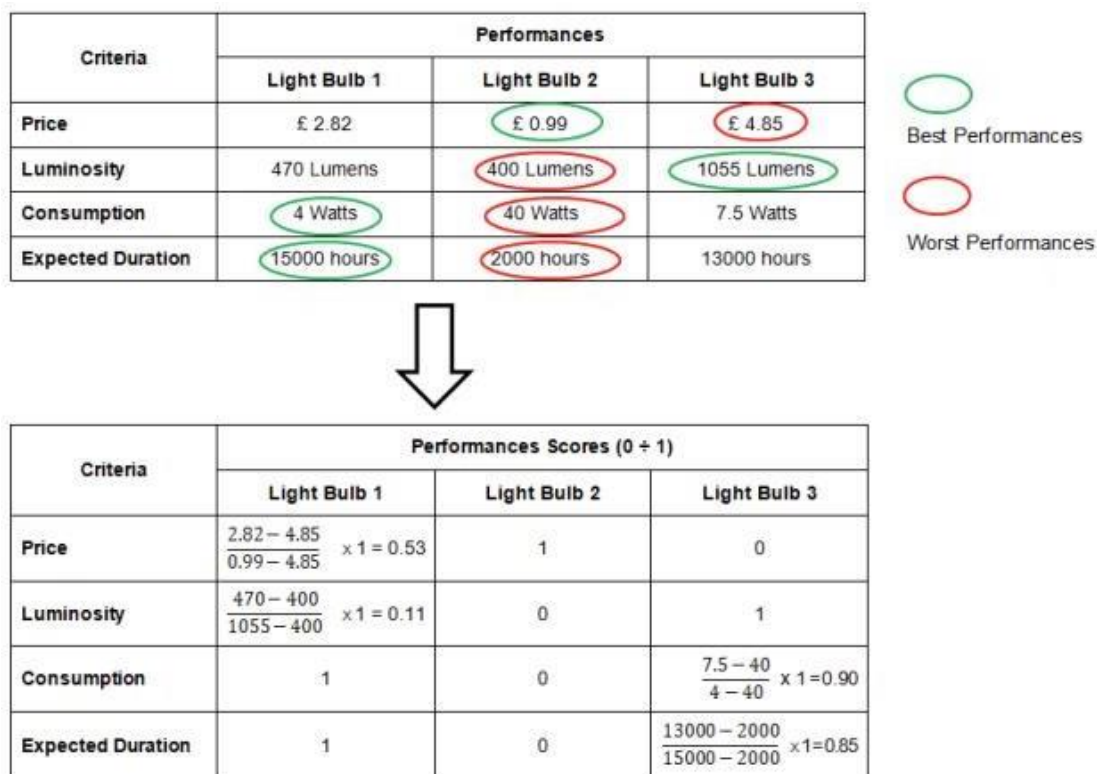 Criteria Performances
Light Bulb 1 Light Bulb 2 Light Bulb 3
Price £ 2.82 £ 0.99 £ 4.85
Luminosity 470 Lumens 400 Lumens 1055 Lumens
Consumption 4 Watts 40 Watts 7.5 Watts
Expected Duration 15000 hours 2000 hours 13000 hours
Best Performances
Worst Performances
Criteria Performances Scores (0 ÷ 1)
Light Bulb 1 Light Bulb 2 Light Bulb 3
Price (2.82 − 4.85)/(0.99 − 4.85) x 1 = 0.53 1 0
Luminosity (470 − 400)/(1055 − 400) x 1 = 0.11 0 1
Consumption 1 0 (7.5 − 40)/(4 − 40) x 1 =0.90
Expected Duration 1 0 (13000 − 2000)/(15000 − 2000) x1=0.85